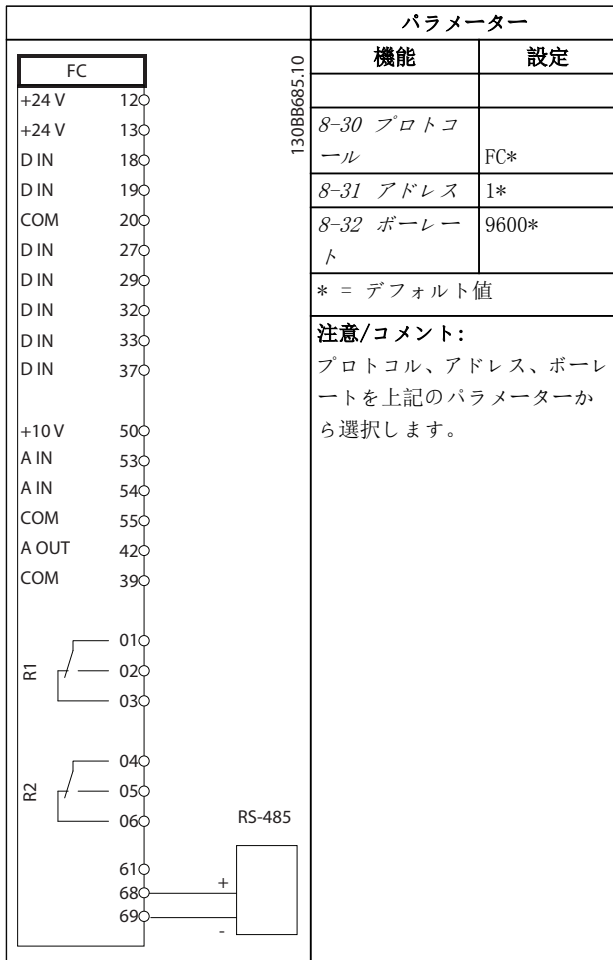 パラメーター
機能 設定
8-30 プロトコ
ール FC*
8-31 アドレス 1*
8-32 ボーレー 9600*
ト
* = デフォルト値
注意/コメント:
プロトコル、アドレス、ボーレ
ートを上記のパラメーターか
ら選択します。
FC
130BB685.10
+24 V 12
+24 V 13
D IN 18
D IN 19
COM 20
D IN 27
D IN 29
D IN 32
D IN 33
D IN 37
+10 V 50
A IN 53
A IN 54
COM 55
A OUT 42
COM 39
R1
01
02
03
R2
04
05
06
RS-485
61
68 +
69 -